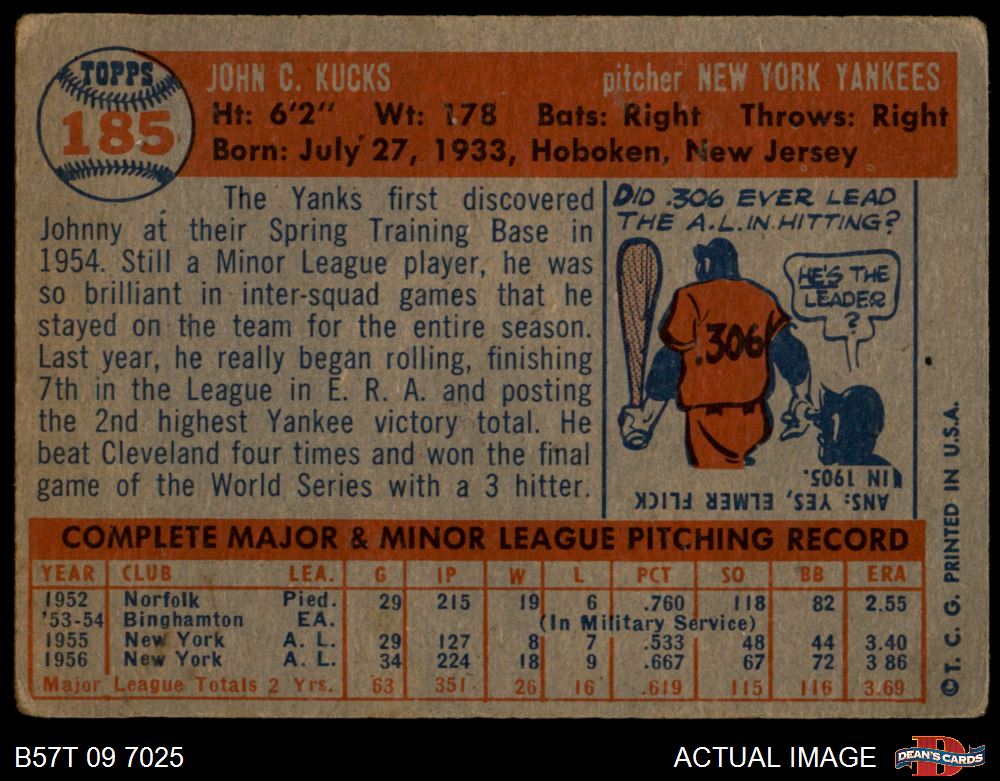 TOPPS
185
JOHN C. KUCKS pitcher NEW YORK YANKEES
Ht: 6'2" Wt: 178 Bats: Right Throws: Right
Born: July 27, 1933, Hoboken, New Jersey
The Yanks first discovered
Johnny at their Spring Training Base in
1954. Still a Minor League player, he was
so brilliant in inter-squad games that he
stayed on the team for the entire season.
Last year, he really began rolling, finishing
7th in the League in E. R. A. and posting
the 2nd highest Yankee victory total. He
beat Cleveland four times and won the final
game of the World Series with a 3 hitter.
DID .306 EVER LEAD
THE A.L. IN HITTING?
HE'S THE
LEADER
?
.306
ANS: YES, ELMER FLICK
IN 1905.
COMPLETE MAJOR & MINOR LEAGUE PITCHING RECORD
YEAR CLUB LEA. G IP W L PCT SO BB ERA
1952 Norfolk Pied. 29 215 19 6 .760 118 82 2.55
'53-54 Binghamton EA. (In Military Service)
1955 New York A. L. 29 127 8 7 .533 48 44 3.40
1956 New York A. L. 34 224 18 9 .667 67 72 3 86
Major League Totals 2 Yrs. 63 351 26 16 .619 115 116 3.69
© T. C. G. PRINTED IN U.S.A.
B57T 09 7025 ACTUAL IMAGE
D
DEAN'S CARDS